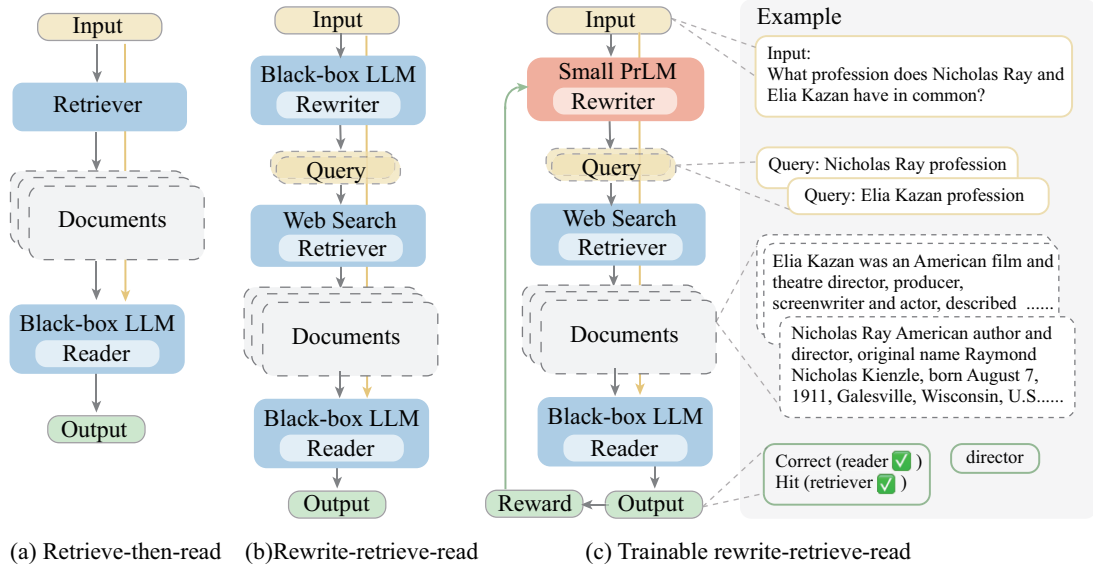 Input
Retriever
Documents
Black-box LLM
Reader
Output
(a) Retrieve-then-read
Input
Black-box LLM
Rewriter
Query
Web Search
Retriever
Documents
Black-box LLM
Reader
Output
(b)Rewrite-retrieve-read
Input
Small PrLM
Rewriter
Query
Web Search
Retriever
Documents
Black-box LLM
Reader
Reward
Output
(c) Trainable rewrite-retrieve-read
Example
Input:
What profession does Nicholas Ray and
Elia Kazan have in common?
Query: Nicholas Ray profession
Query: Elia Kazan profession
Elia Kazan was an American film and
theatre director, producer,
screenwriter and actor, described ......
Nicholas Ray American author and
director, original name Raymond
Nicholas Kienzle, born August 7,
1911, Galesville, Wisconsin, U.S......
Correct (reader ✅ )
Hit (retriever ✅ )
director